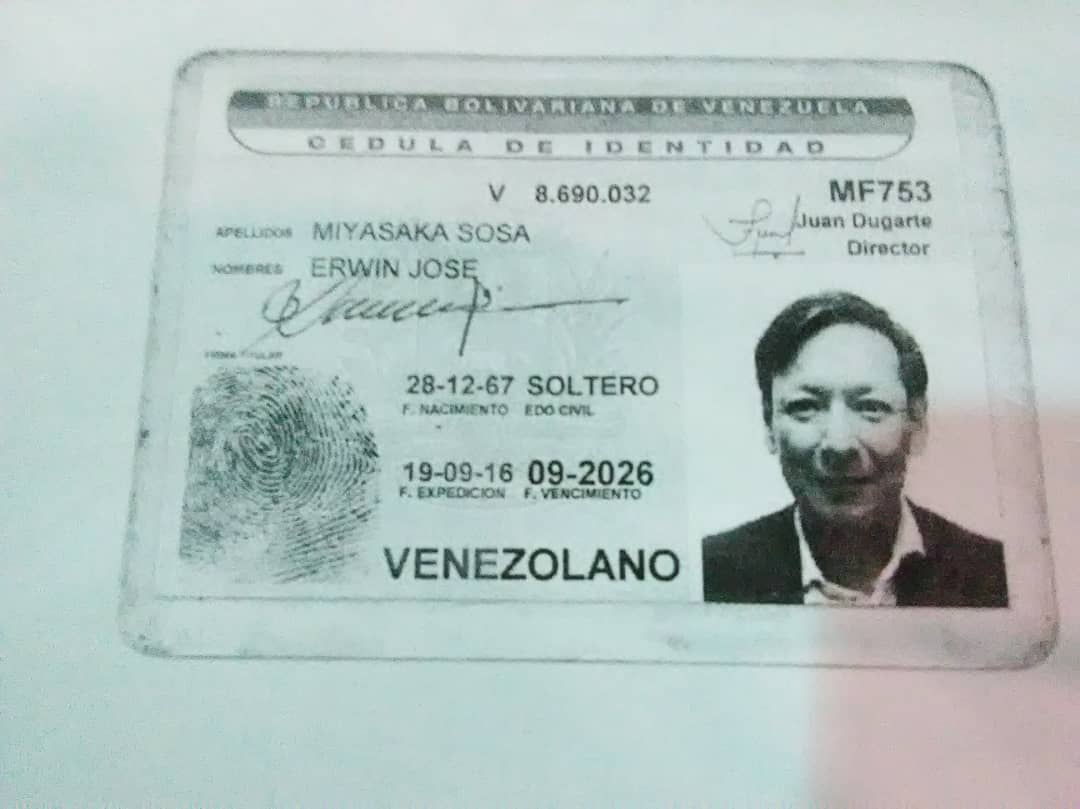 REPUBLICA BOLIVARIANA DE VENEZUELA
CEDULA DE IDENTIDAD
V 8.690.032
MF753
Juan Dugarte
Director
APELLIDOS MIYASAKA SOSA
NOMBRES ERWIN JOSE
FIRMA TITULAR
28-12-67 SOLTERO
F. NACIMIENTO EDO CIVIL
19-09-16 09-2026
F. EXPEDICION F. VENCIMIENTO
VENEZOLANO